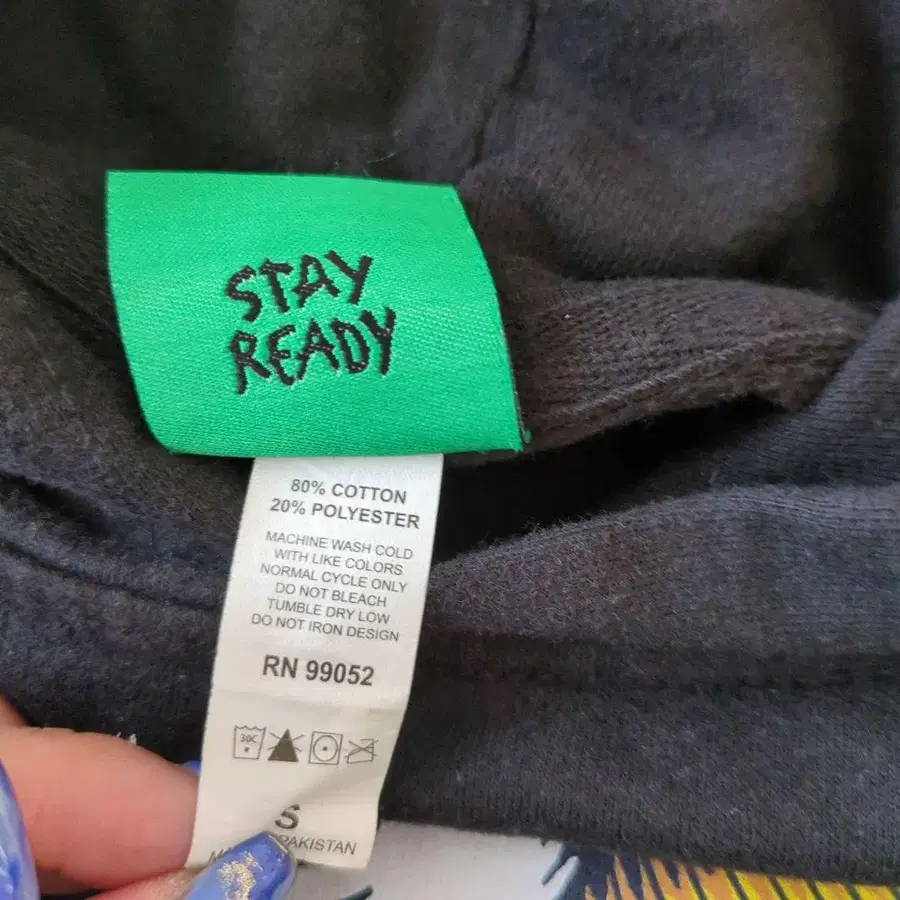 STAY
READY
80% COTTON
20% POLYESTER
MACHINE WASH COLD
WITH LIKE COLORS
NORMAL CYCLE ONLY
DO NOT BLEACH
TUMBLE DRY LOW
DO NOT IRON DESIGN
RN 99052
30C
S
PAKISTAN